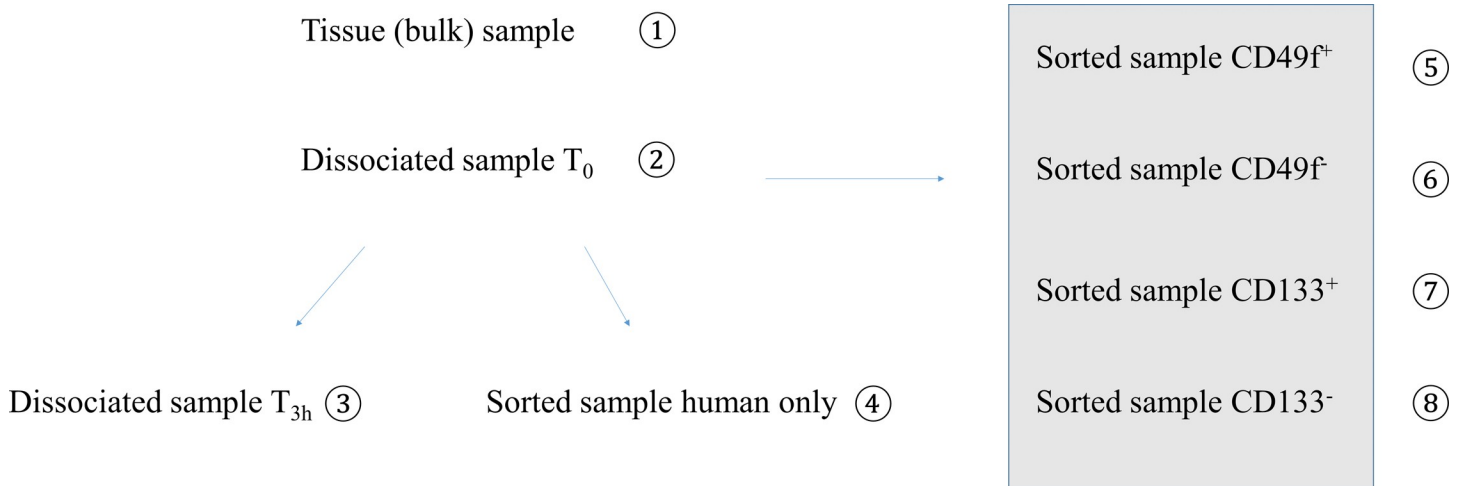 Tissue (bulk) sample ①
Dissociated sample T₀ ②
Dissociated sample T₃ₕ ③
Sorted sample human only ④
Sorted sample CD49f⁺ ⑤
Sorted sample CD49f⁻ ⑥
Sorted sample CD133⁺ ⑦
Sorted sample CD133⁻ ⑧